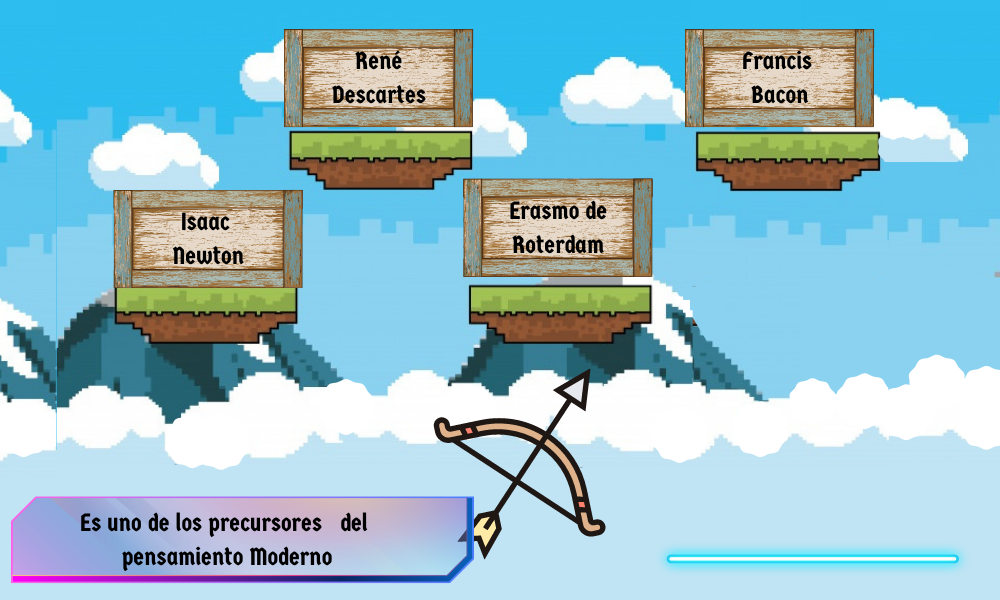 René
Descartes
Francis
Bacon
Isaac
Newton
Erasmo de
Roterdam
Es uno de los precursores del
pensamiento Moderno